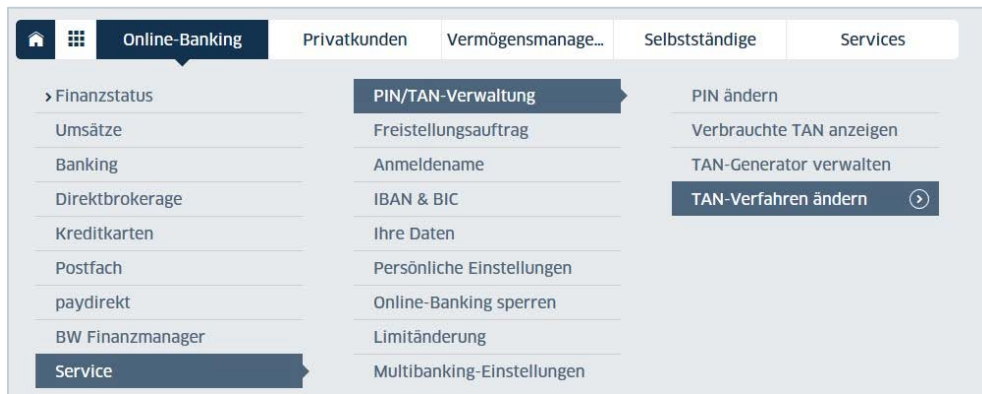 Online-Banking
Privatkunden
Vermögensmanage...
Selbstständige
Services
Finanzstatus
Umsätze
Banking
Direktbrokerage
Kreditkarten
Postfach
paydirekt
BW Finanzmanager
Service
PIN/TAN-Verwaltung
Freistellungsauftrag
Anmeldename
IBAN & BIC
Ihre Daten
Persönliche Einstellungen
Online-Banking sperren
Limitänderung
Multibanking-Einstellungen
PIN ändern
Verbrauchte TAN anzeigen
TAN-Generator verwalten
TAN-Verfahren ändern